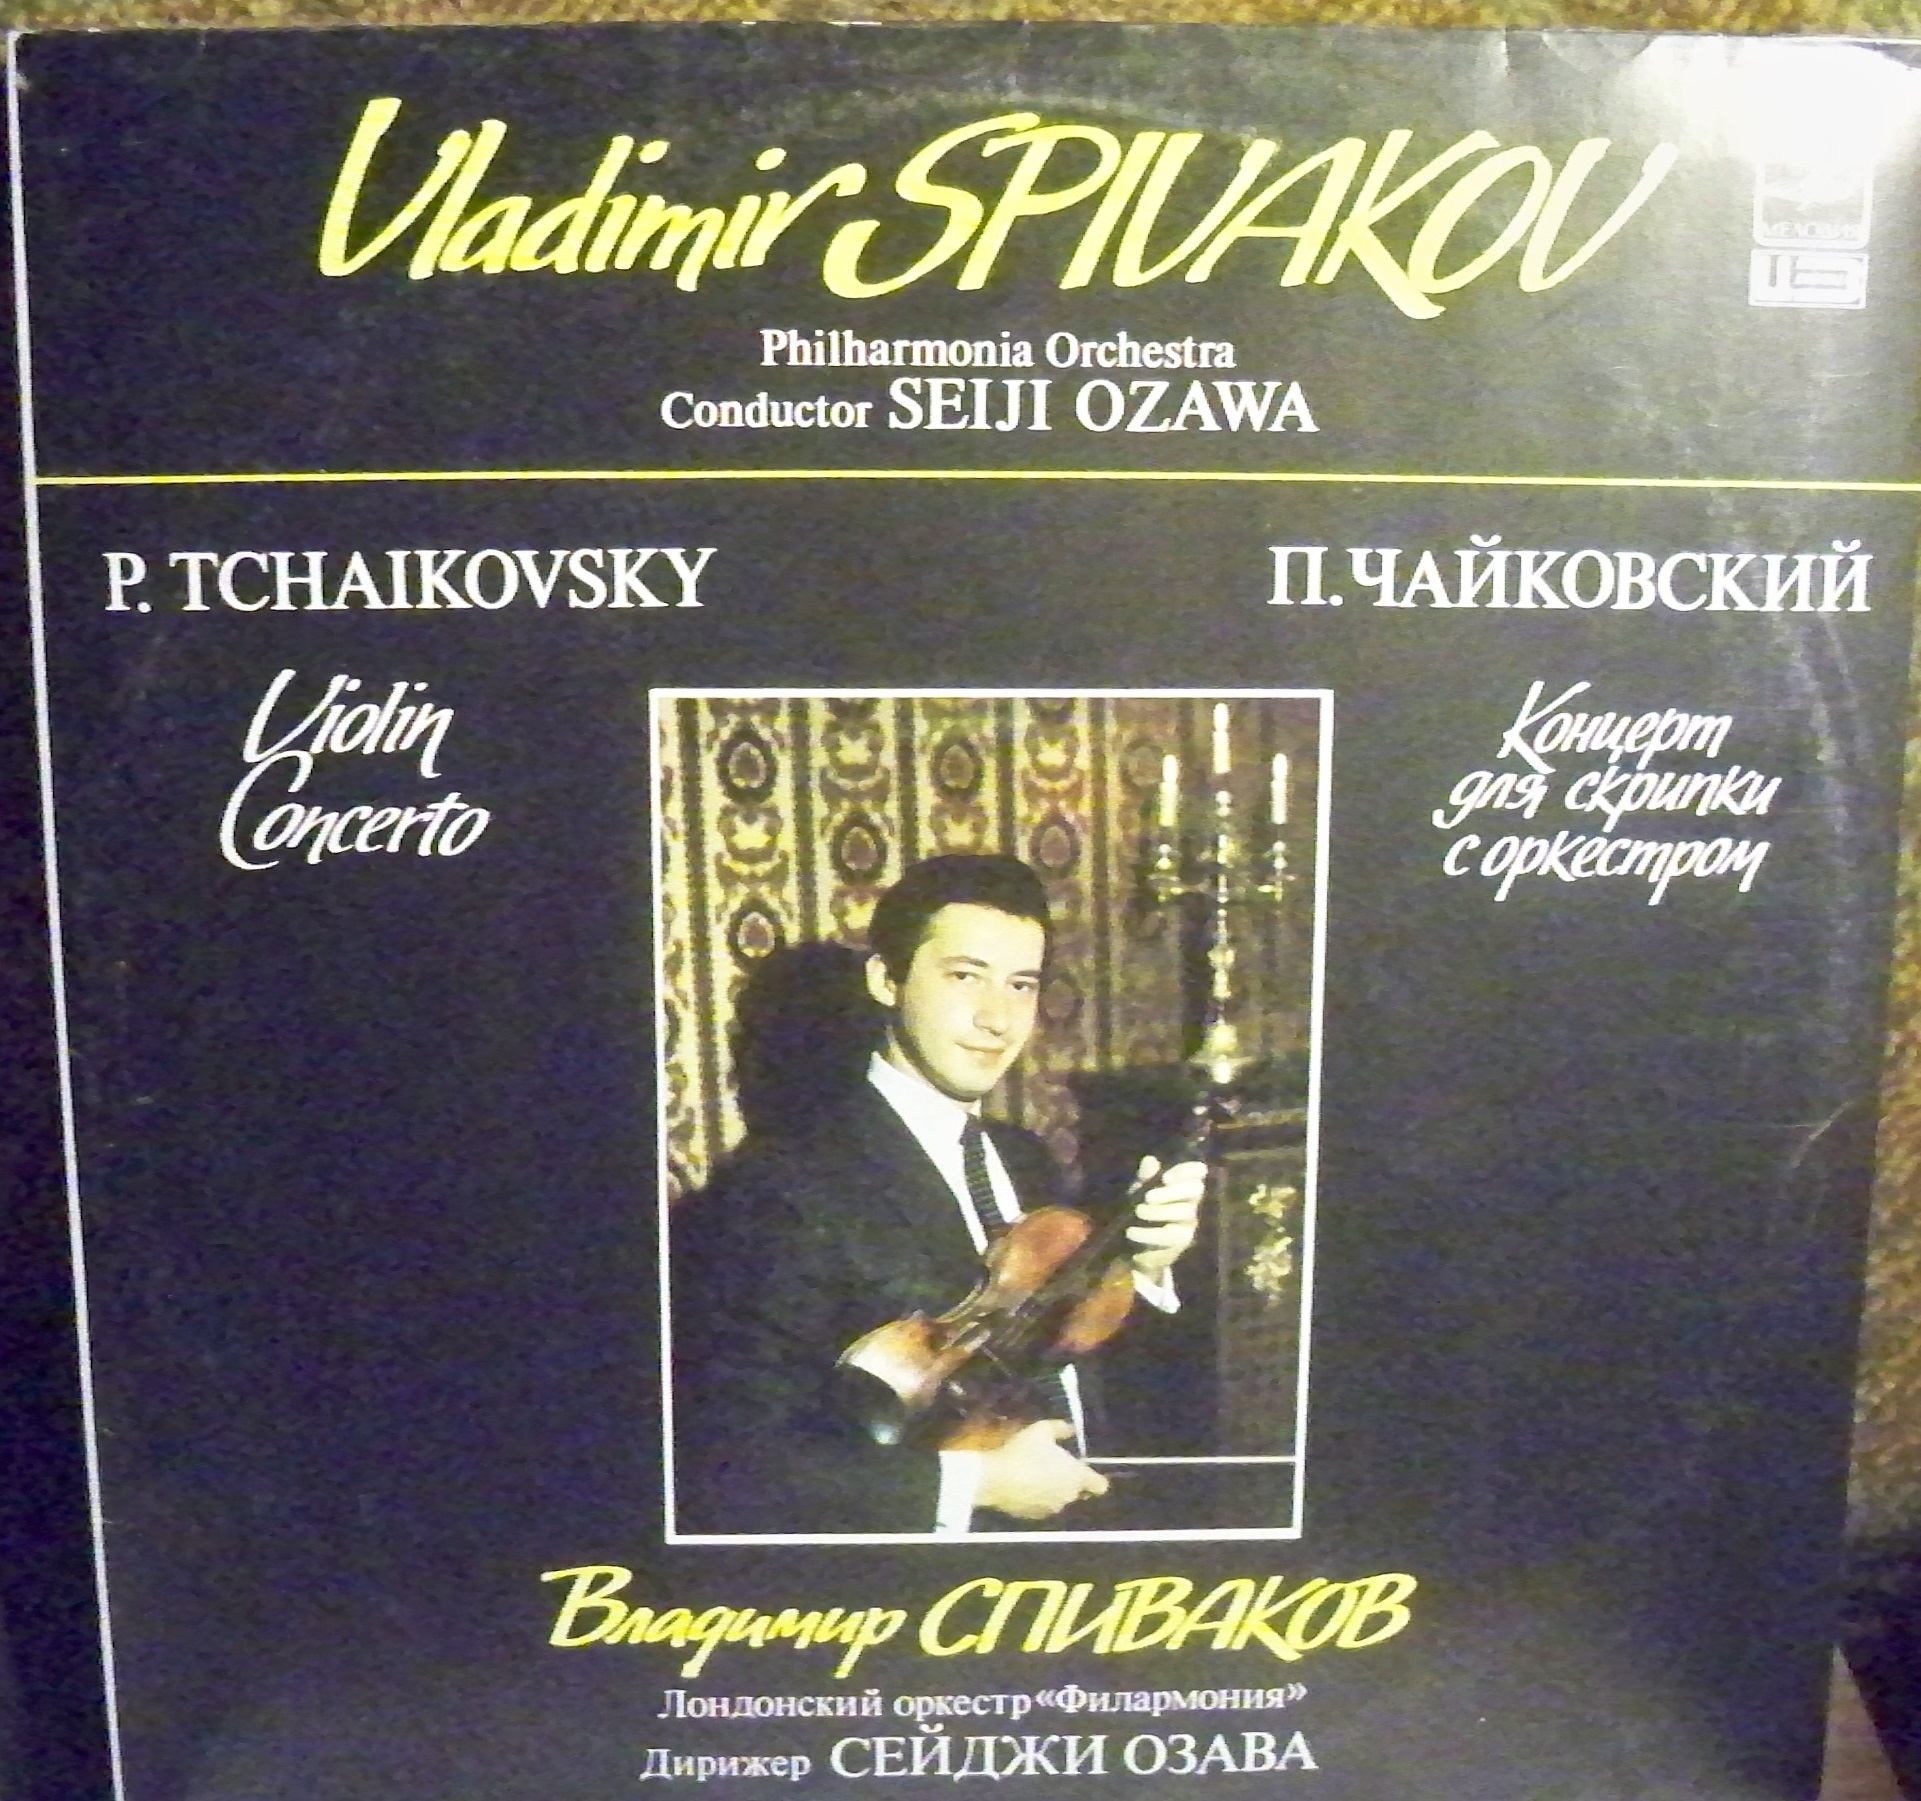 Vladimir SPIVAKOV
МЕЛОДИЯ
Philharmonia Orchestra
Conductor SEIJI OZAWA
P. TCHAIKOVSKY
Violin
Concerto
П. ЧАЙКОВСКИЙ
Концерт
для скрипки
с оркестром
Владимир СПИВАКОВ
Лондонский оркестр «Филармония»
Дирижер СЕЙДЖИ ОЗАВА